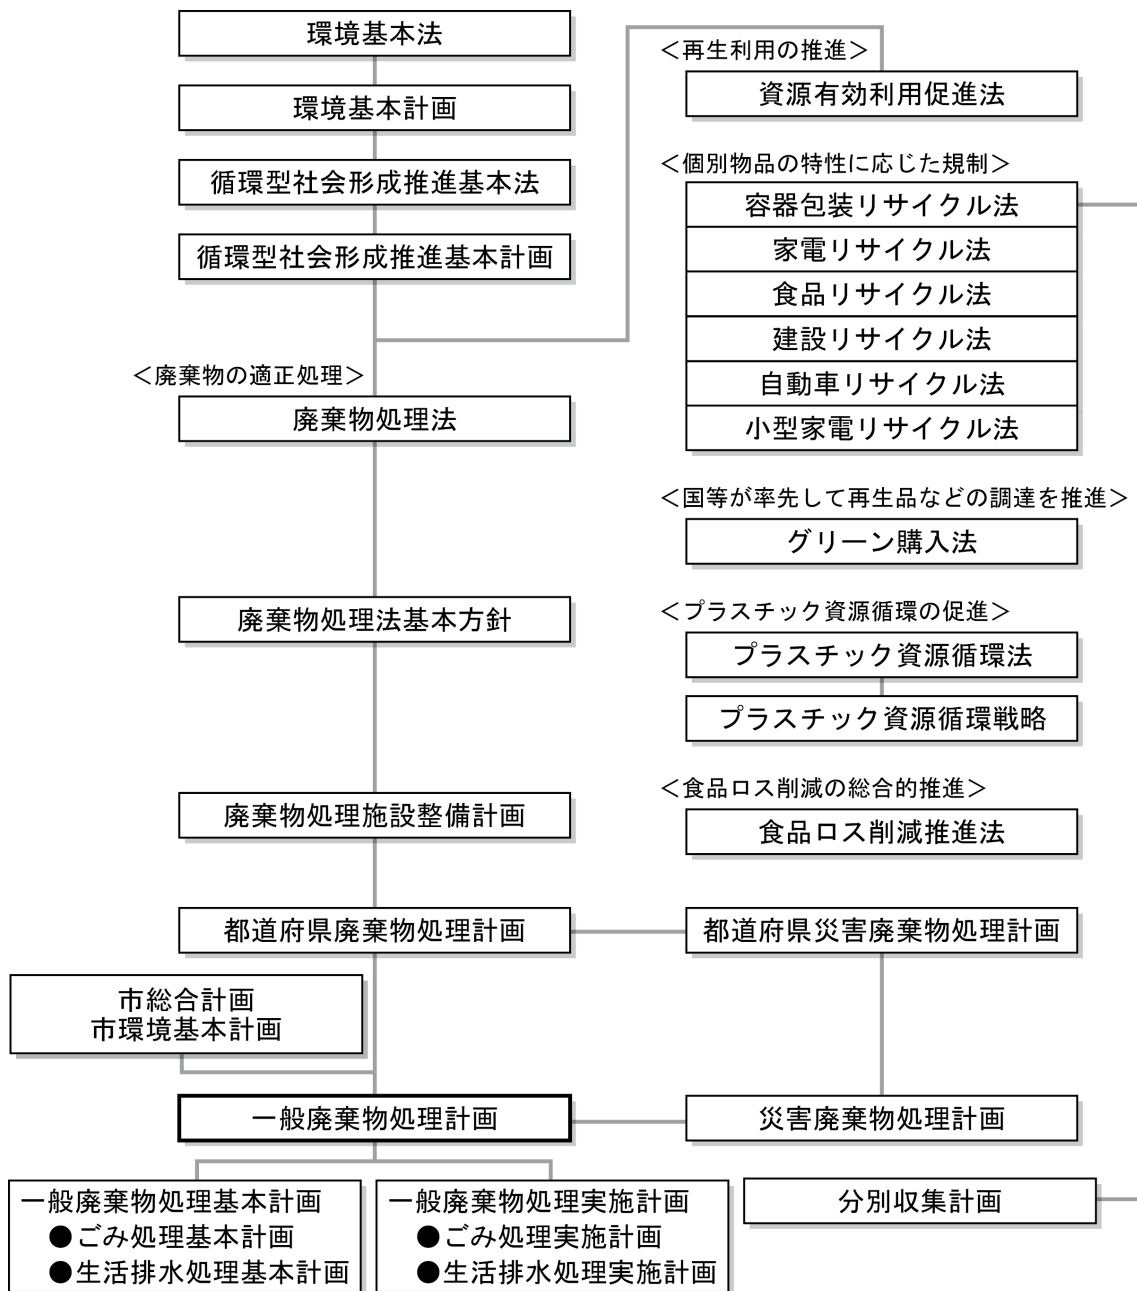 環境基本法
環境基本計画
循環型社会形成推進基本法
循環型社会形成推進基本計画
＜廃棄物の適正処理＞
廃棄物処理法
廃棄物処理法基本方針
廃棄物処理施設整備計画
都道府県廃棄物処理計画
市総合計画
市環境基本計画
一般廃棄物処理計画
一般廃棄物処理基本計画
●ごみ処理基本計画
●生活排水処理基本計画
一般廃棄物処理実施計画
●ごみ処理実施計画
●生活排水処理実施計画
＜再生利用の推進＞
資源有効利用促進法
＜個別物品の特性に応じた規制＞
容器包装リサイクル法
家電リサイクル法
食品リサイクル法
建設リサイクル法
自動車リサイクル法
小型家電リサイクル法
＜国等が率先して再生品などの調達を推進＞
グリーン購入法
＜プラスチック資源循環の促進＞
プラスチック資源循環法
プラスチック資源循環戦略
＜食品ロス削減の総合的推進＞
食品ロス削減推進法
都道府県災害廃棄物処理計画
災害廃棄物処理計画
分別収集計画